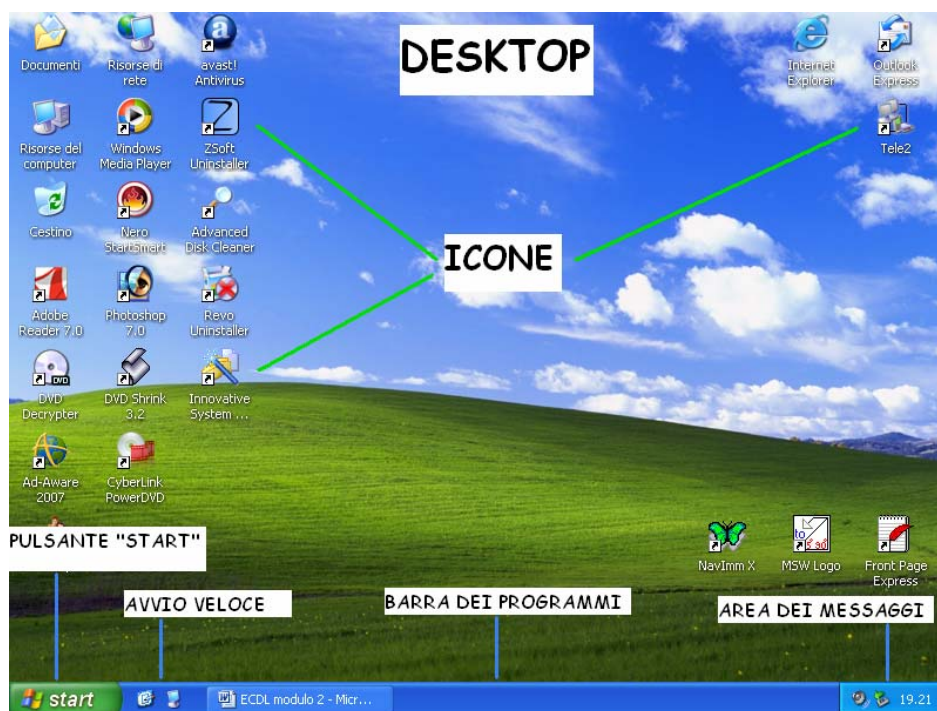 DESKTOP
Documenti
Risorse di
rete
avast!
Antivirus
Internet
Explorer
Outlook
Express
Risorse del
computer
Windows
Media Player
ZSoft
Uninstaller
Tele2
Cestino
Nero
StartSmart
Advanced
Disk Cleaner
ICONE
Adobe
Reader 7.0
Photoshop
7.0
Revo
Uninstaller
DVD
DVD
Decrypter
DVD Shrink
3.2
Innovative
System ...
Ad-Aware
2007
CyberLink
PowerDVD
PULSANTE "START"
NavImm X
MSW Logo
Front Page
Express
AVVIO VELOCE
BARRA DEI PROGRAMMI
AREA DEI MESSAGGI
start
ECDL modulo 2 - Micr...
19.21